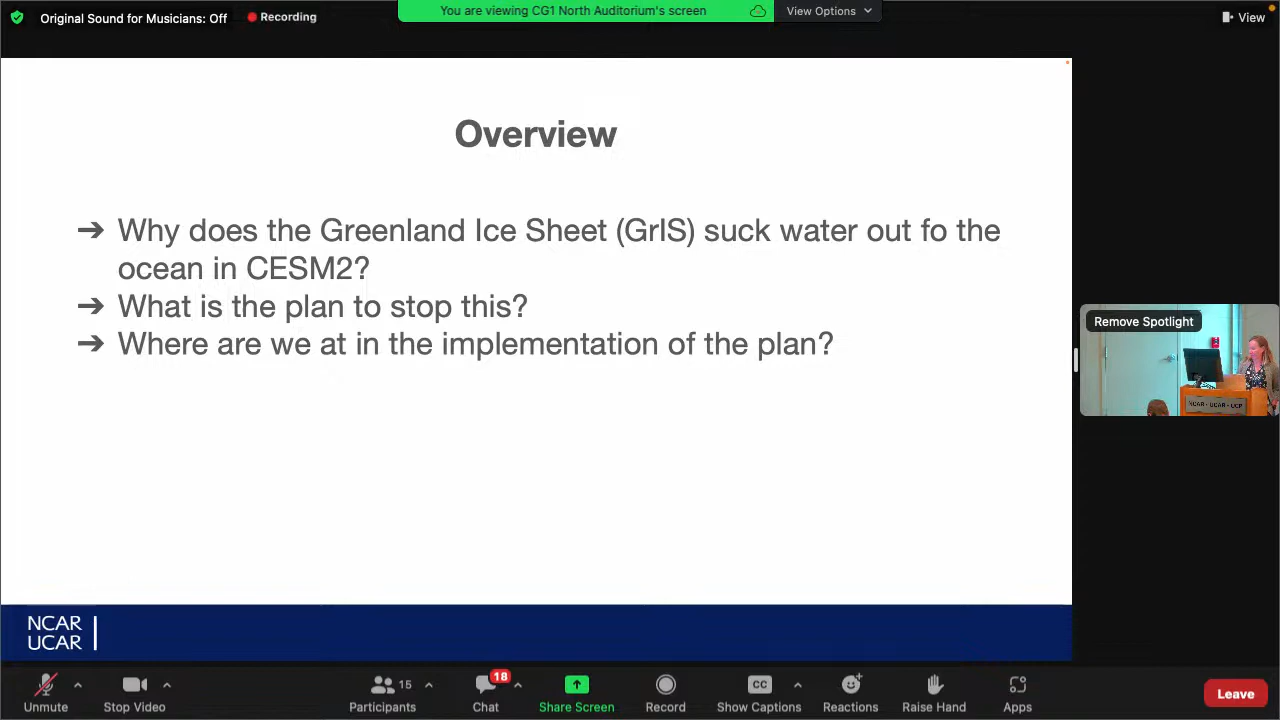 Original Sound for Musicians: Off
Recording
You are viewing CG1 North Auditorium's screen
View Options
View
Overview
➔ Why does the Greenland Ice Sheet (GrIS) suck water out fo the
ocean in CESM2?
➔ What is the plan to stop this?
➔ Where are we at in the implementation of the plan?
Remove Spotlight
NCAR - UCAR - UCP
NCAR
UCAR
Unmute
Stop Video
15
Participants
18
Chat
Share Screen
Record
CC
Show Captions
Reactions
Raise Hand
Apps
Leave